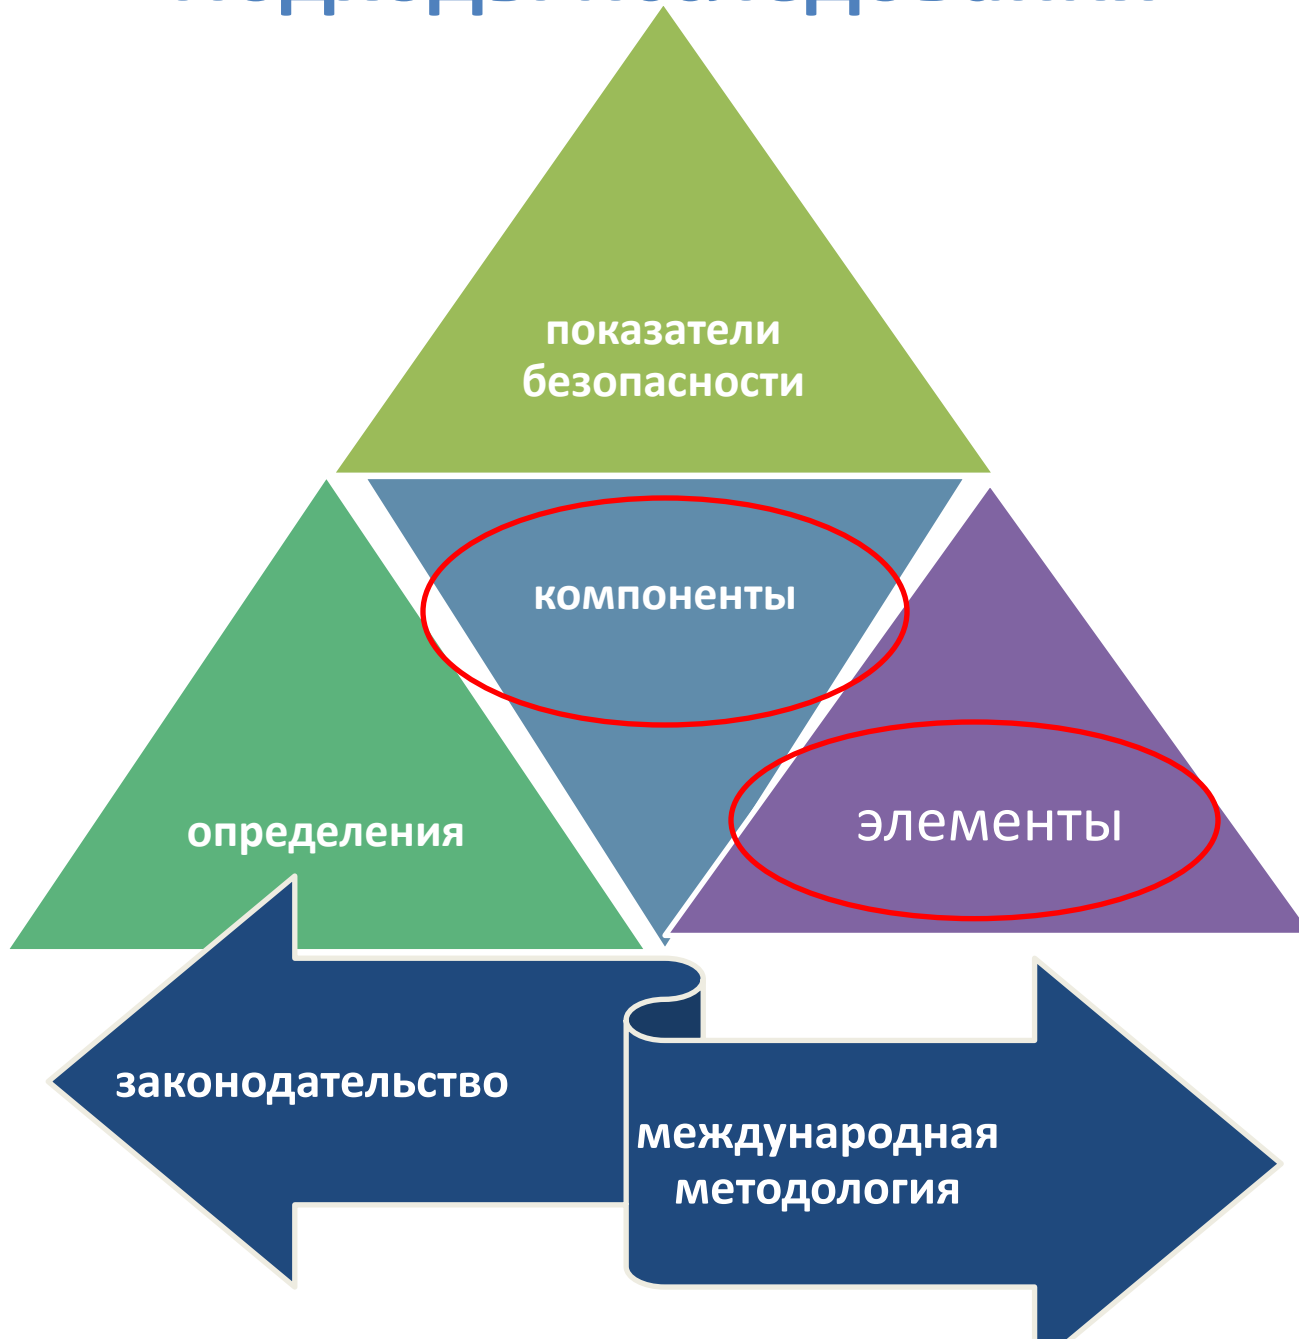 показатели
безопасности
компоненты
определения
элементы
законодательство
международная
методология